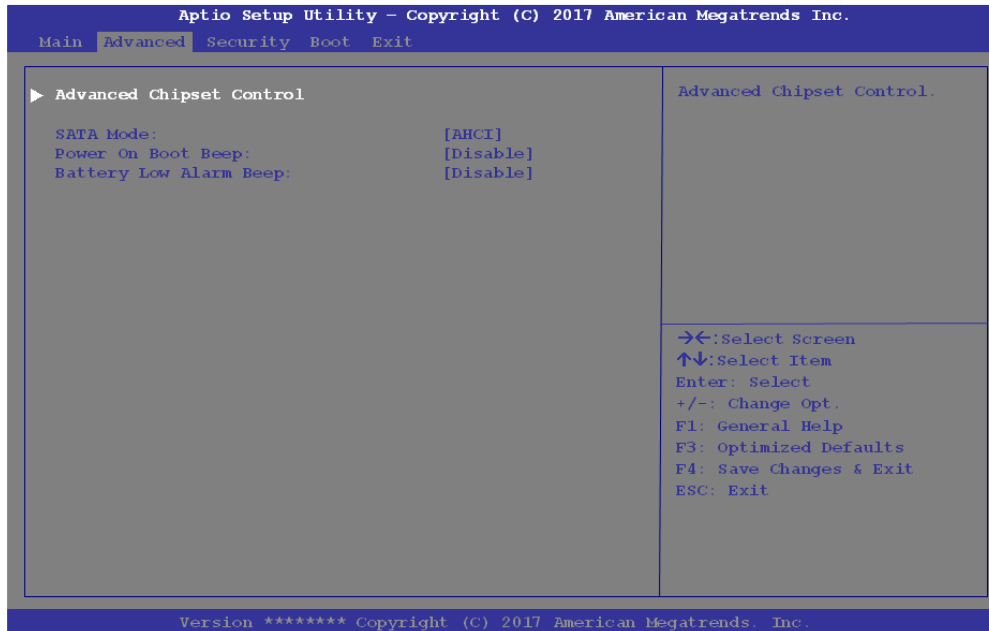 Aptio Setup Utility – Copyright (C) 2017 American Megatrends Inc.
Main Advanced Security Boot Exit
▶ Advanced Chipset Control
SATA Mode: [AHCI]
Power On Boot Beep: [Disable]
Battery Low Alarm Beep: [Disable]
Advanced Chipset Control.
→←:Select Screen
↑↓:Select Item
Enter: Select
+/-: Change Opt.
F1: General Help
F3: Optimized Defaults
F4: Save Changes & Exit
ESC: Exit
Version ******** Copyright (C) 2017 American Megatrends. Inc.